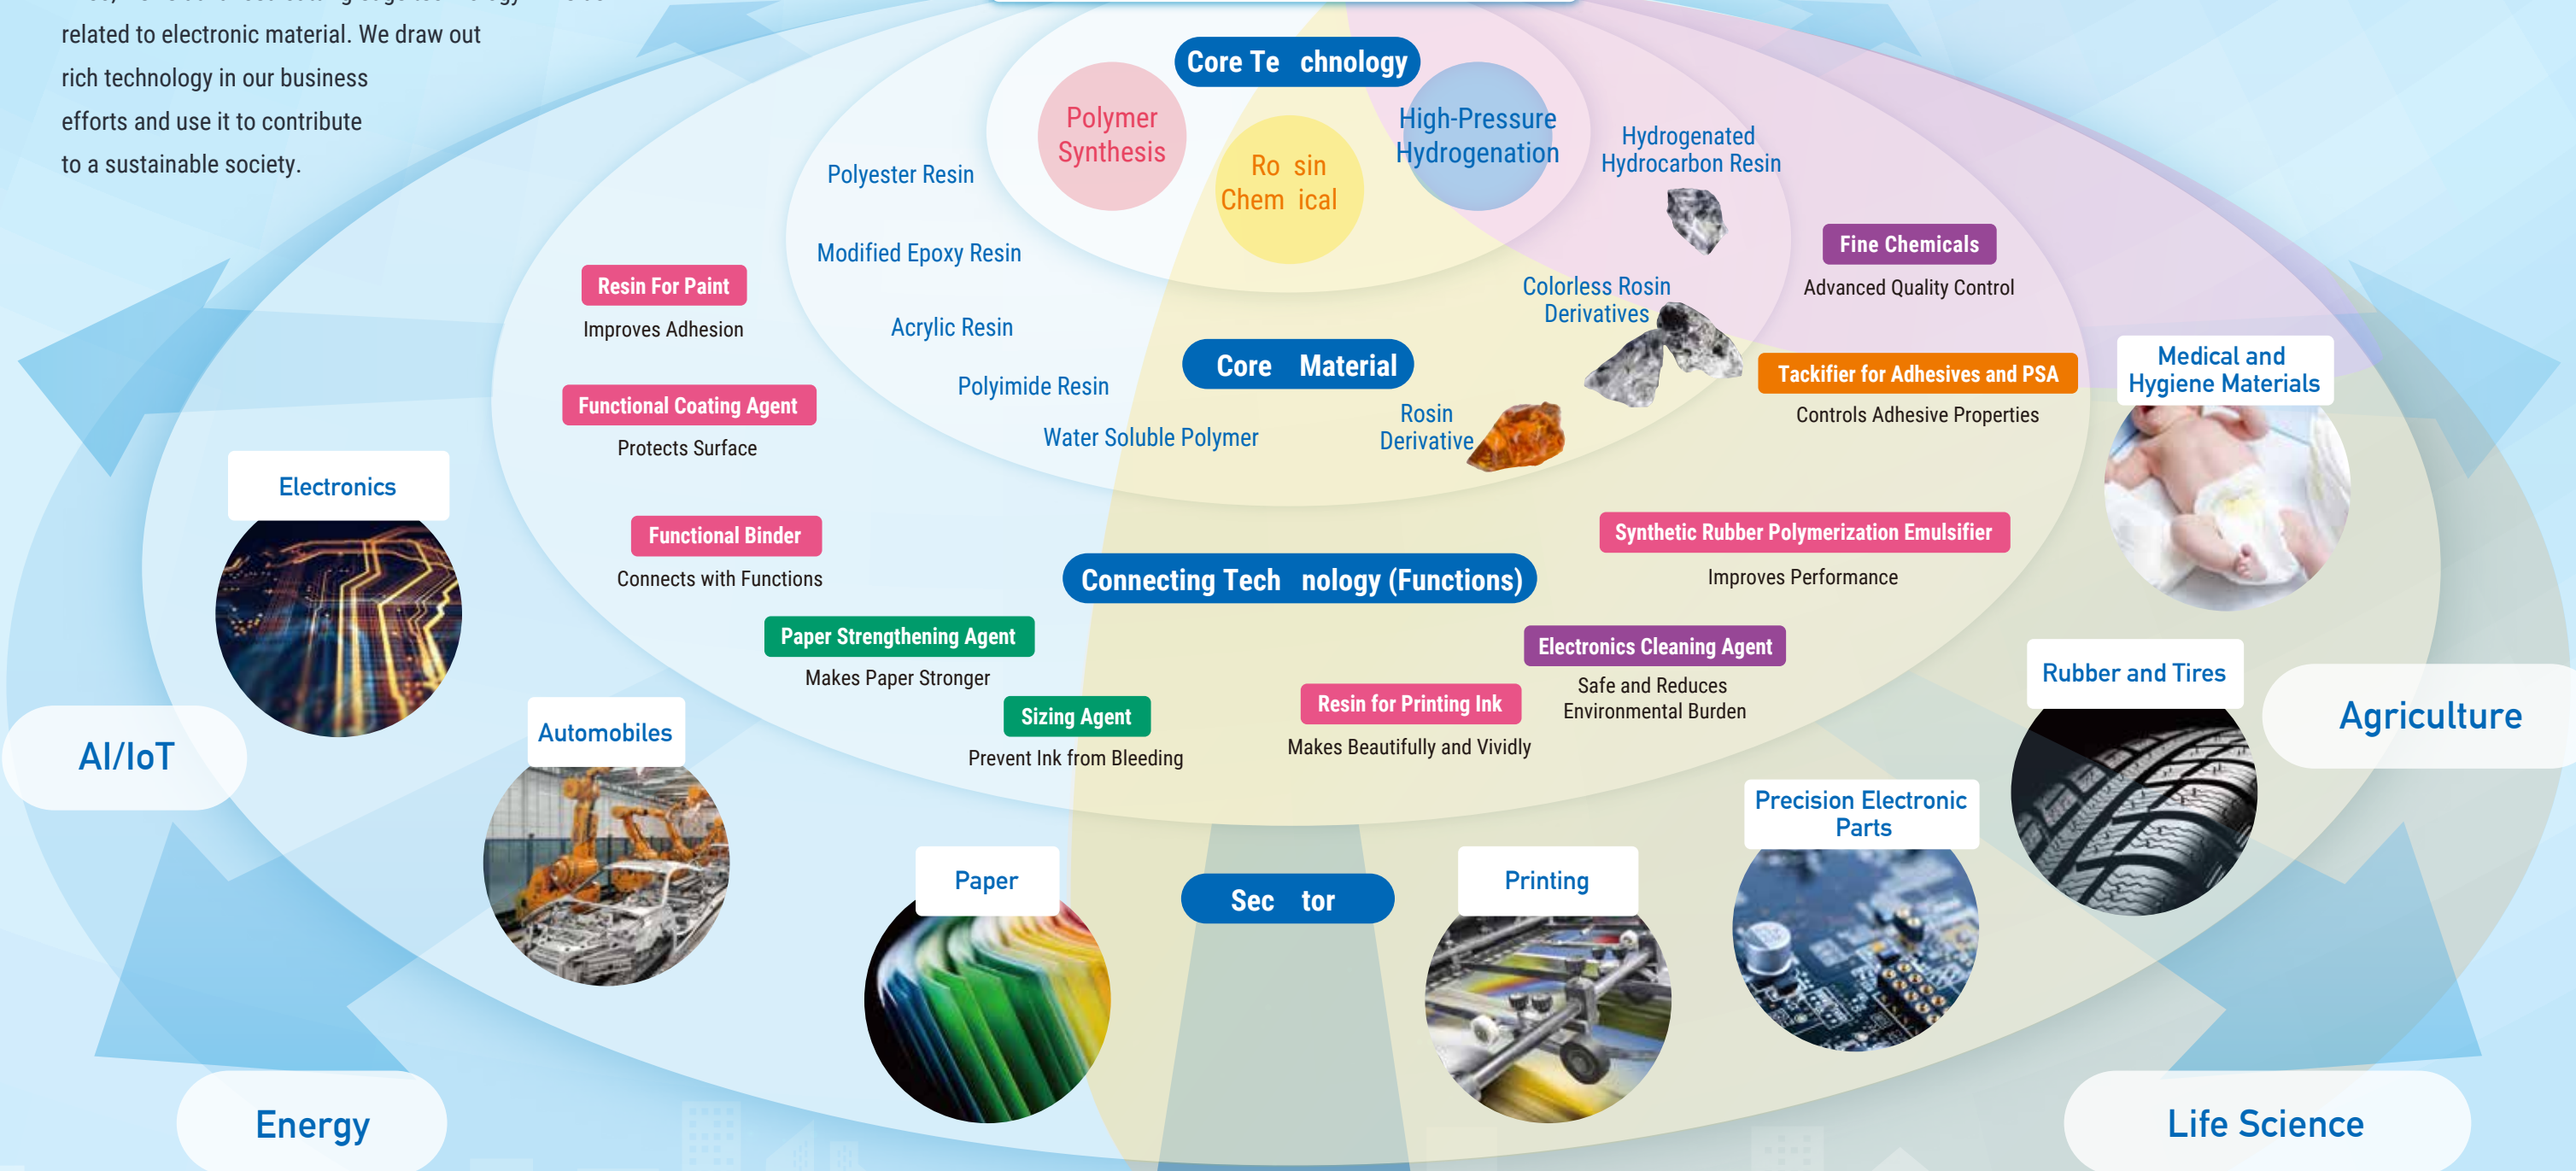 related to electronic material. We draw out
rich technology in our business
efforts and use it to contribute
to a sustainable society.
Core Te chnology
Polymer
Synthesis
Ro sin
Chem ical
High-Pressure
Hydrogenation
Hydrogenated
Hydrocarbon Resin
Polyester Resin
Modified Epoxy Resin
Acrylic Resin
Polyimide Resin
Water Soluble Polymer
Core Material
Colorless Rosin
Derivatives
Rosin
Derivative
Resin For Paint
Improves Adhesion
Functional Coating Agent
Protects Surface
Functional Binder
Connects with Functions
Paper Strengthening Agent
Makes Paper Stronger
Sizing Agent
Prevent Ink from Bleeding
Connecting Tech nology (Functions)
Fine Chemicals
Advanced Quality Control
Tackifier for Adhesives and PSA
Controls Adhesive Properties
Synthetic Rubber Polymerization Emulsifier
Improves Performance
Electronics Cleaning Agent
Safe and Reduces
Environmental Burden
Resin for Printing Ink
Makes Beautifully and Vividly
Medical and
Hygiene Materials
Electronics
Automobiles
Paper
Sec tor
Printing
Precision Electronic
Parts
Rubber and Tires
AI/IoT
Agriculture
Energy
Life Science